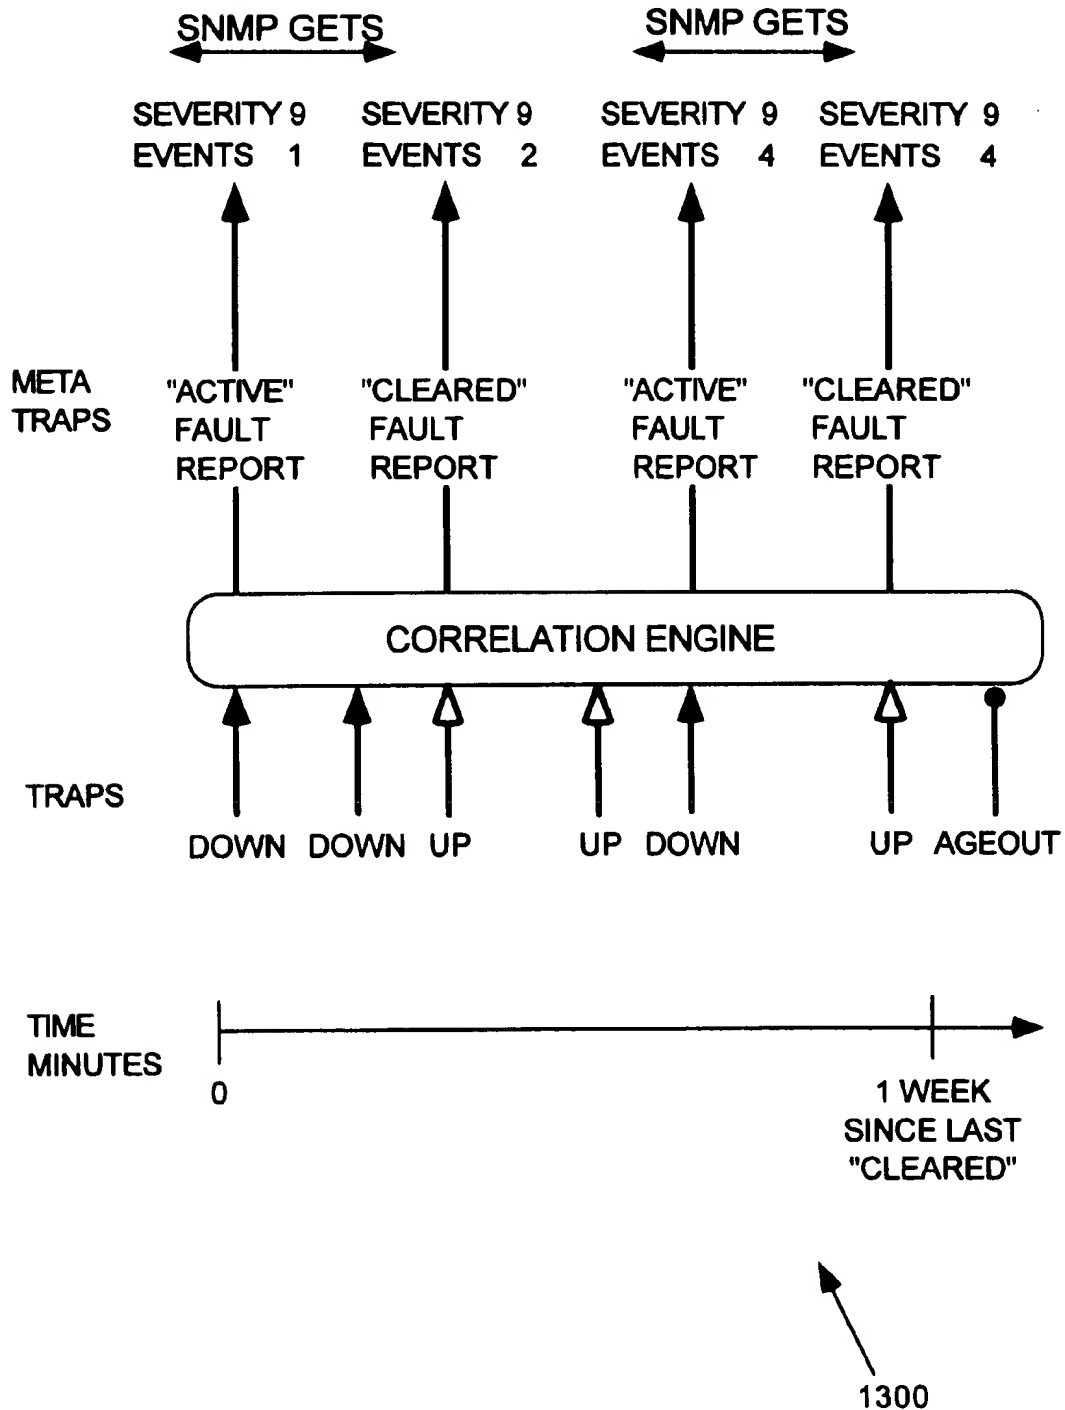 SNMP GETS SNMP GETS
SEVERITY 9 SEVERITY 9 SEVERITY 9 SEVERITY 9
EVENTS 1 EVENTS 2 EVENTS 4 EVENTS 4
META TRAPS
"ACTIVE" FAULT REPORT
"CLEARED" FAULT REPORT
"ACTIVE" FAULT REPORT
"CLEARED" FAULT REPORT
CORRELATION ENGINE
TRAPS
DOWN DOWN UP UP DOWN UP AGEOUT
TIME
MINUTES
0
1 WEEK
SINCE LAST
"CLEARED"
1300